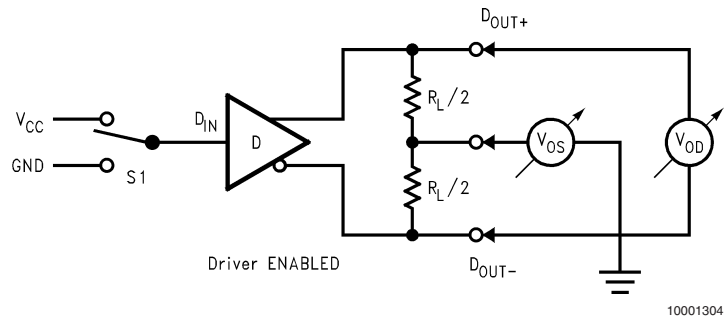 DOUT+
VCC
DIN
D
RL/2
VOS
VOD
GND
S1
RL/2
DOUT−
Driver ENABLED
10001304